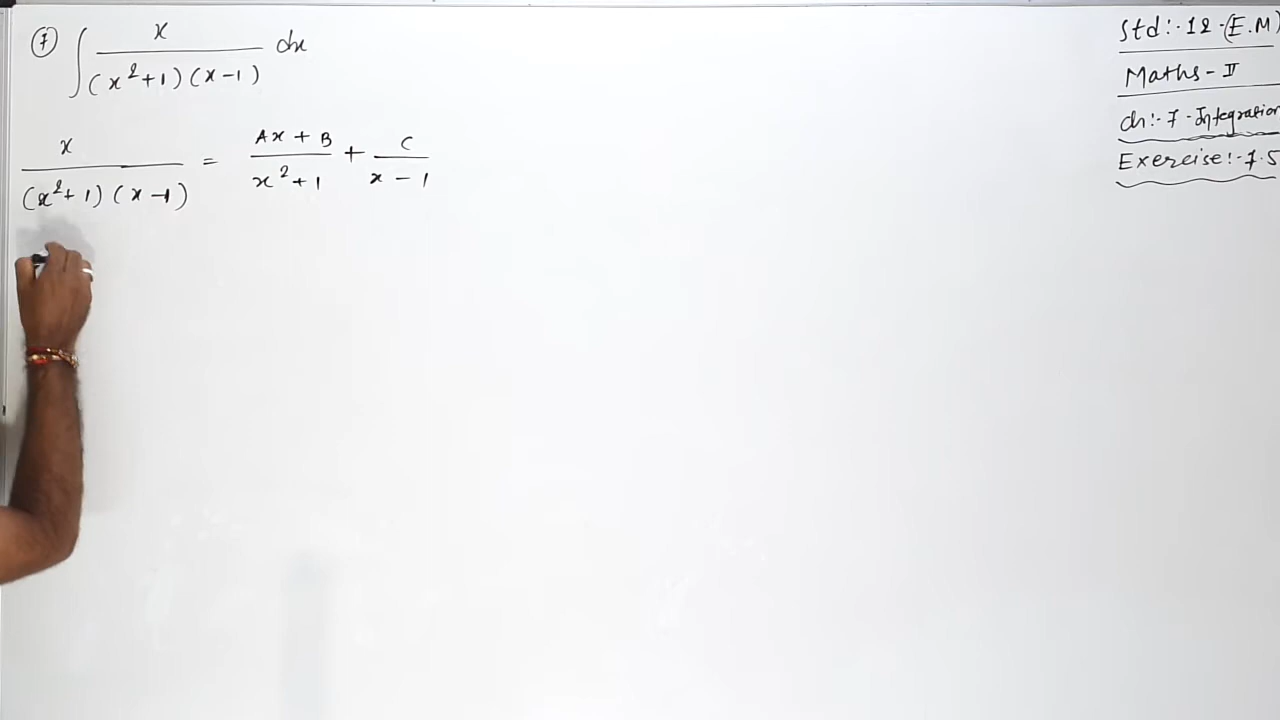 ⑦ ∫ x / (x²+1)(x-1) dx
x / (x²+1)(x-1) = Ax+B / x²+1 + C / x-1
Std:- 12-(E.M)
Maths-II
ch:- 7-Integration
Exercise:-7.5